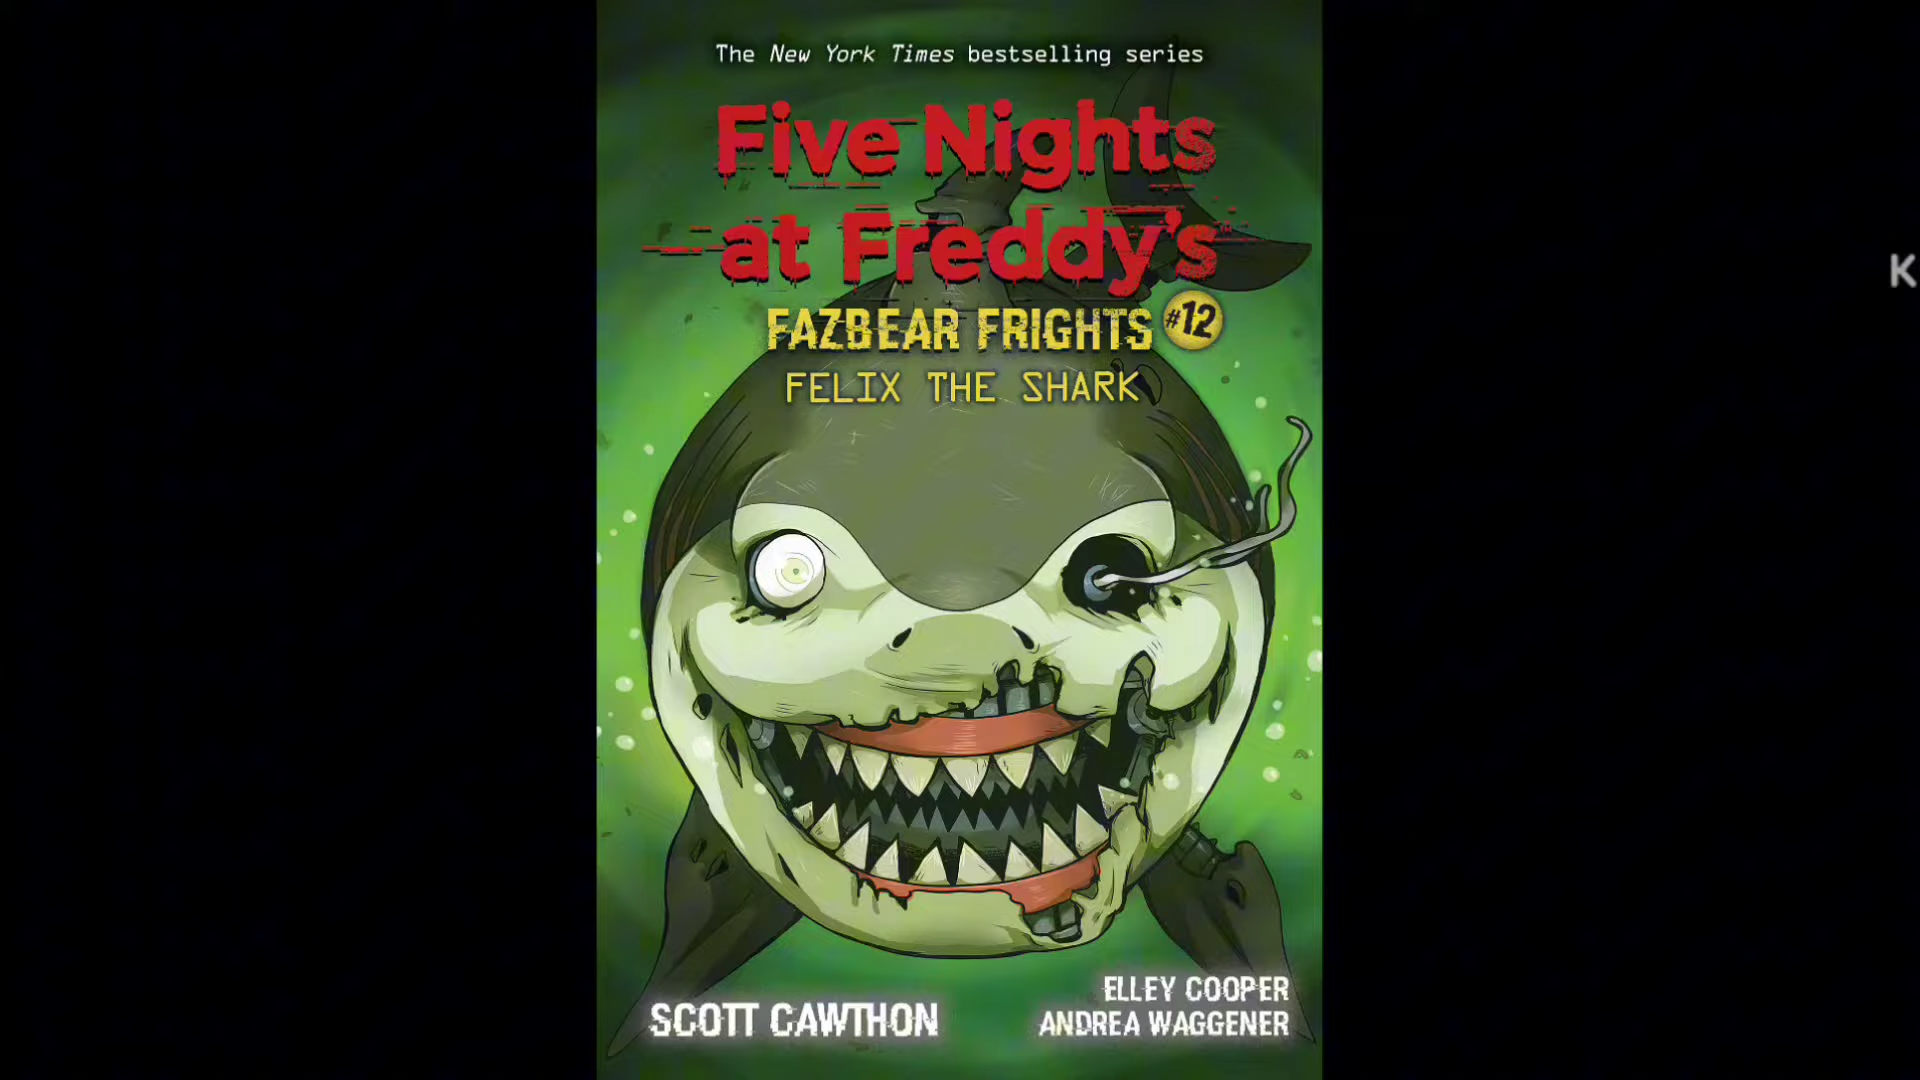 The New York Times bestselling series
Five Nights
at Freddy's
FAZBEAR FRIGHTS #12
FELIX THE SHARK
K
ELLEY COOPER
SCOTT CAWTHON
ANDREA WAGGENER